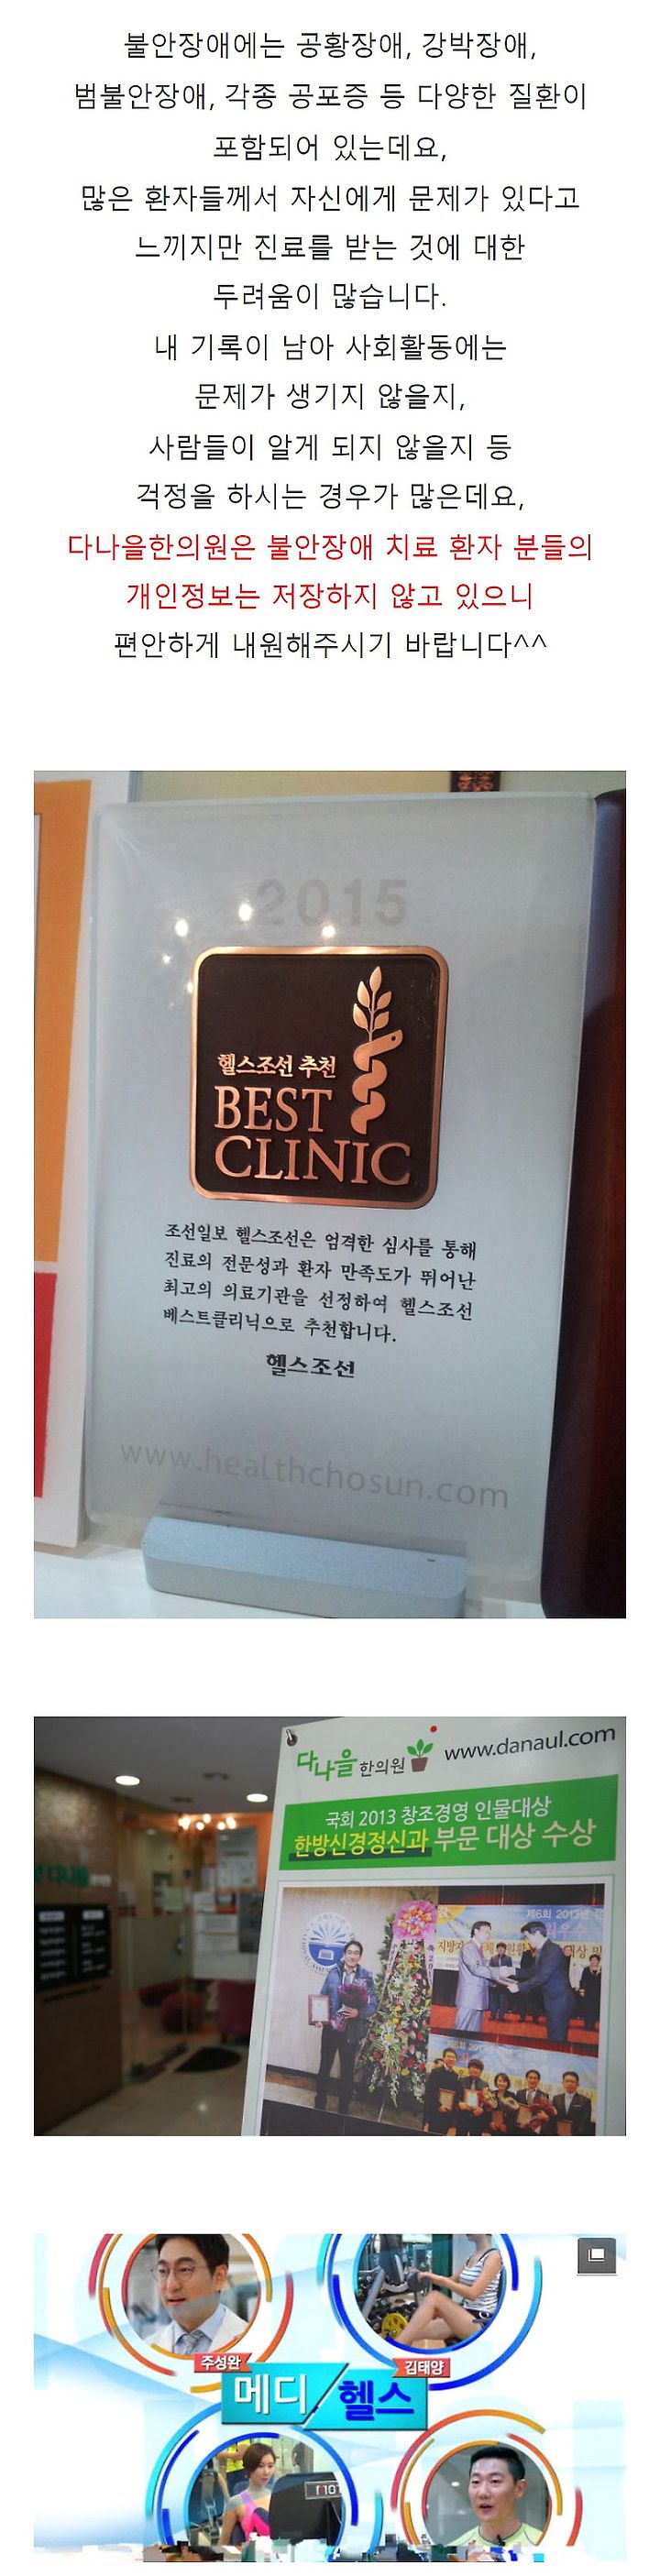 불안장애에는 공황장애, 강박장애,
범불안장애, 각종 공포증 등 다양한 질환이
포함되어 있는데요,
많은 환자들께서 자신에게 문제가 있다고
느끼지만 진료를 받는 것에 대한
두려움이 많습니다.
내 기록이 남아 사회활동에는
문제가 생기지 않을지,
사람들이 알게 되지 않을지 등
걱정을 하시는 경우가 많은데요,
다나을한의원은 불안장애 치료 환자 분들의
개인정보는 저장하지 않고 있으니
편안하게 내원해주시기 바랍니다^^
2015
헬스조선 추천
BEST
CLINIC
조선일보 헬스조선은 엄격한 심사를 통해
진료의 전문성과 환자 만족도가 뛰어난
최고의 의료기관을 선정하여 헬스조선
베스트클리닉으로 추천합니다.
헬스조선
www.healthchosun.com
다나을한의원 www.danaul.com
국회 2013 창조경영 인물대상
한방신경정신과 부문 대상 수상
제6회 2013년
주성완
김태양
메디/헬스